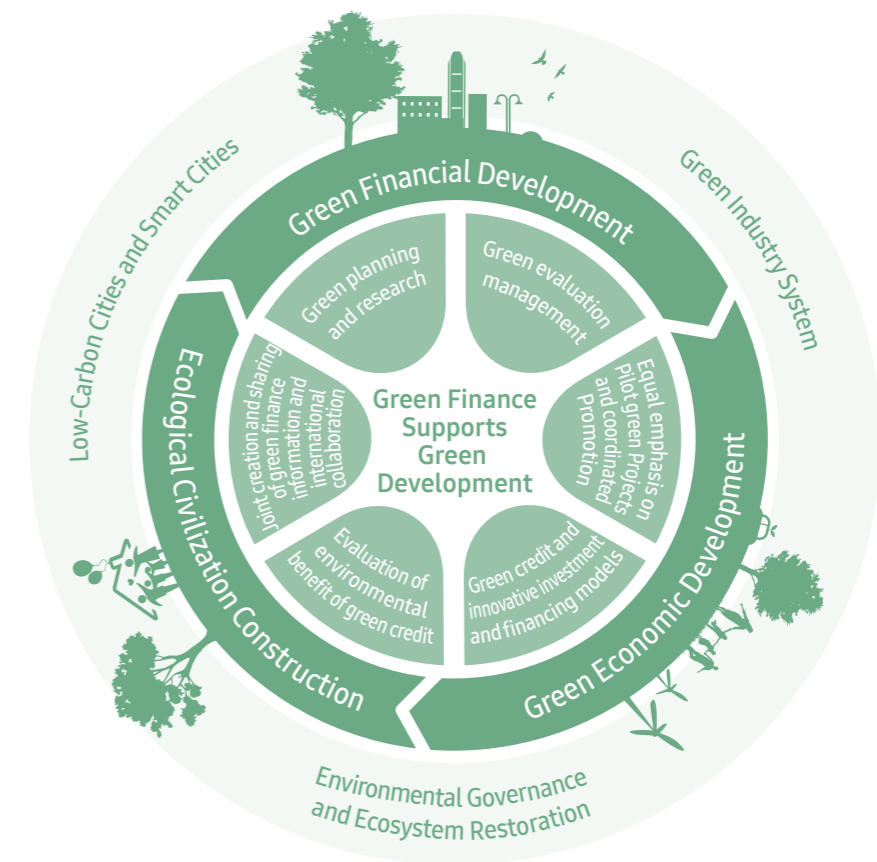 Low-Carbon Cities and Smart Cities
Green Industry System
Environmental Governance
and Ecosystem Restoration
Green Financial Development
Green Economic Development
Ecological Civilization Construction
Green planning
and research
Green evaluation
management
Equal emphasis on
Pilot green Projects
and coordinated
Promotion
Green credit and
innovative investment
and financing models
Evaluation of
environmental
benefit of green credit
Joint creation and sharing
of green finance
information and
international
collaboration
Green Finance
Supports
Green
Development